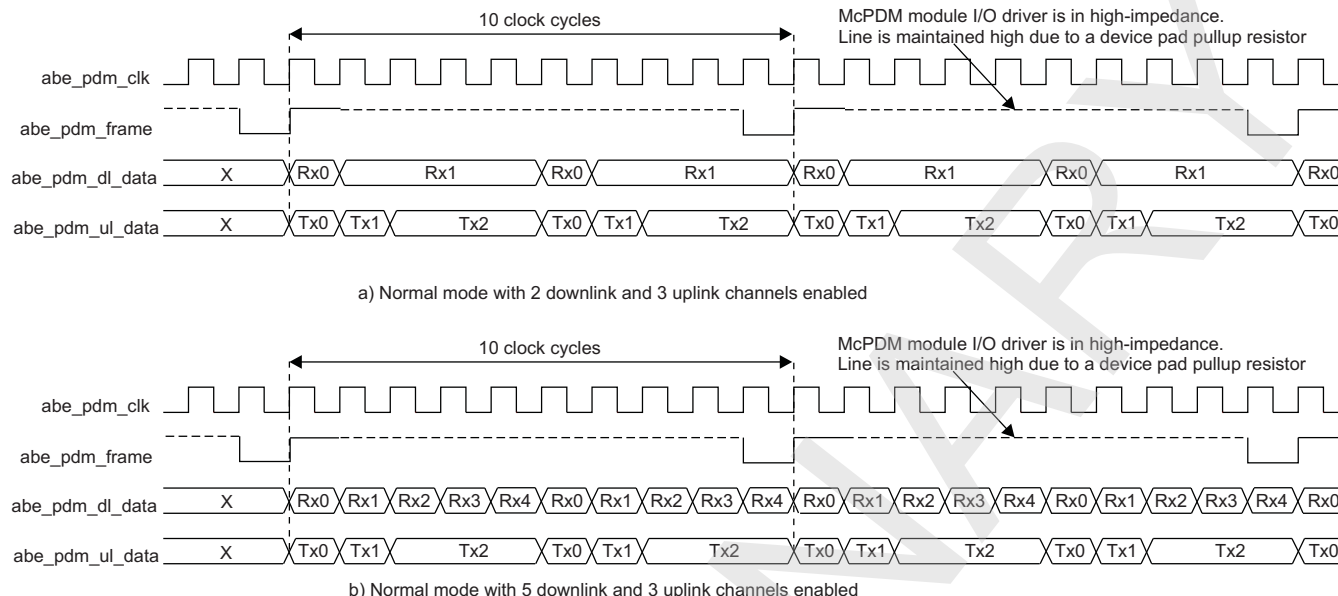 10 clock cycles
McPDM module I/O driver is in high-impedance.
Line is maintained high due to a device pad pullup resistor
abe_pdm_clk
abe_pdm_frame
abe_pdm_dl_data X Rx0 Rx1 Rx0 Rx1 Rx0 Rx1 Rx0 Rx1 Rx0
abe_pdm_ul_data X Tx0 Tx1 Tx2 Tx0 Tx1 Tx2 Tx0 Tx1 Tx2 Tx0 Tx1 Tx2 Tx0
a) Normal mode with 2 downlink and 3 uplink channels enabled
10 clock cycles
McPDM module I/O driver is in high-impedance.
Line is maintained high due to a device pad pullup resistor
abe_pdm_clk
abe_pdm_frame
abe_pdm_dl_data X Rx0 Rx1 Rx2 Rx3 Rx4 Rx0 Rx1 Rx2 Rx3 Rx4 Rx0 Rx1 Rx2 Rx3 Rx4 Rx0 Rx1 Rx2 Rx3 Rx4 Rx0
abe_pdm_ul_data X Tx0 Tx1 Tx2 Tx0 Tx1 Tx2 Tx0 Tx1 Tx2 Tx0 Tx1 Tx2 Tx0
b) Normal mode with 5 downlink and 3 uplink channels enabled
NARY